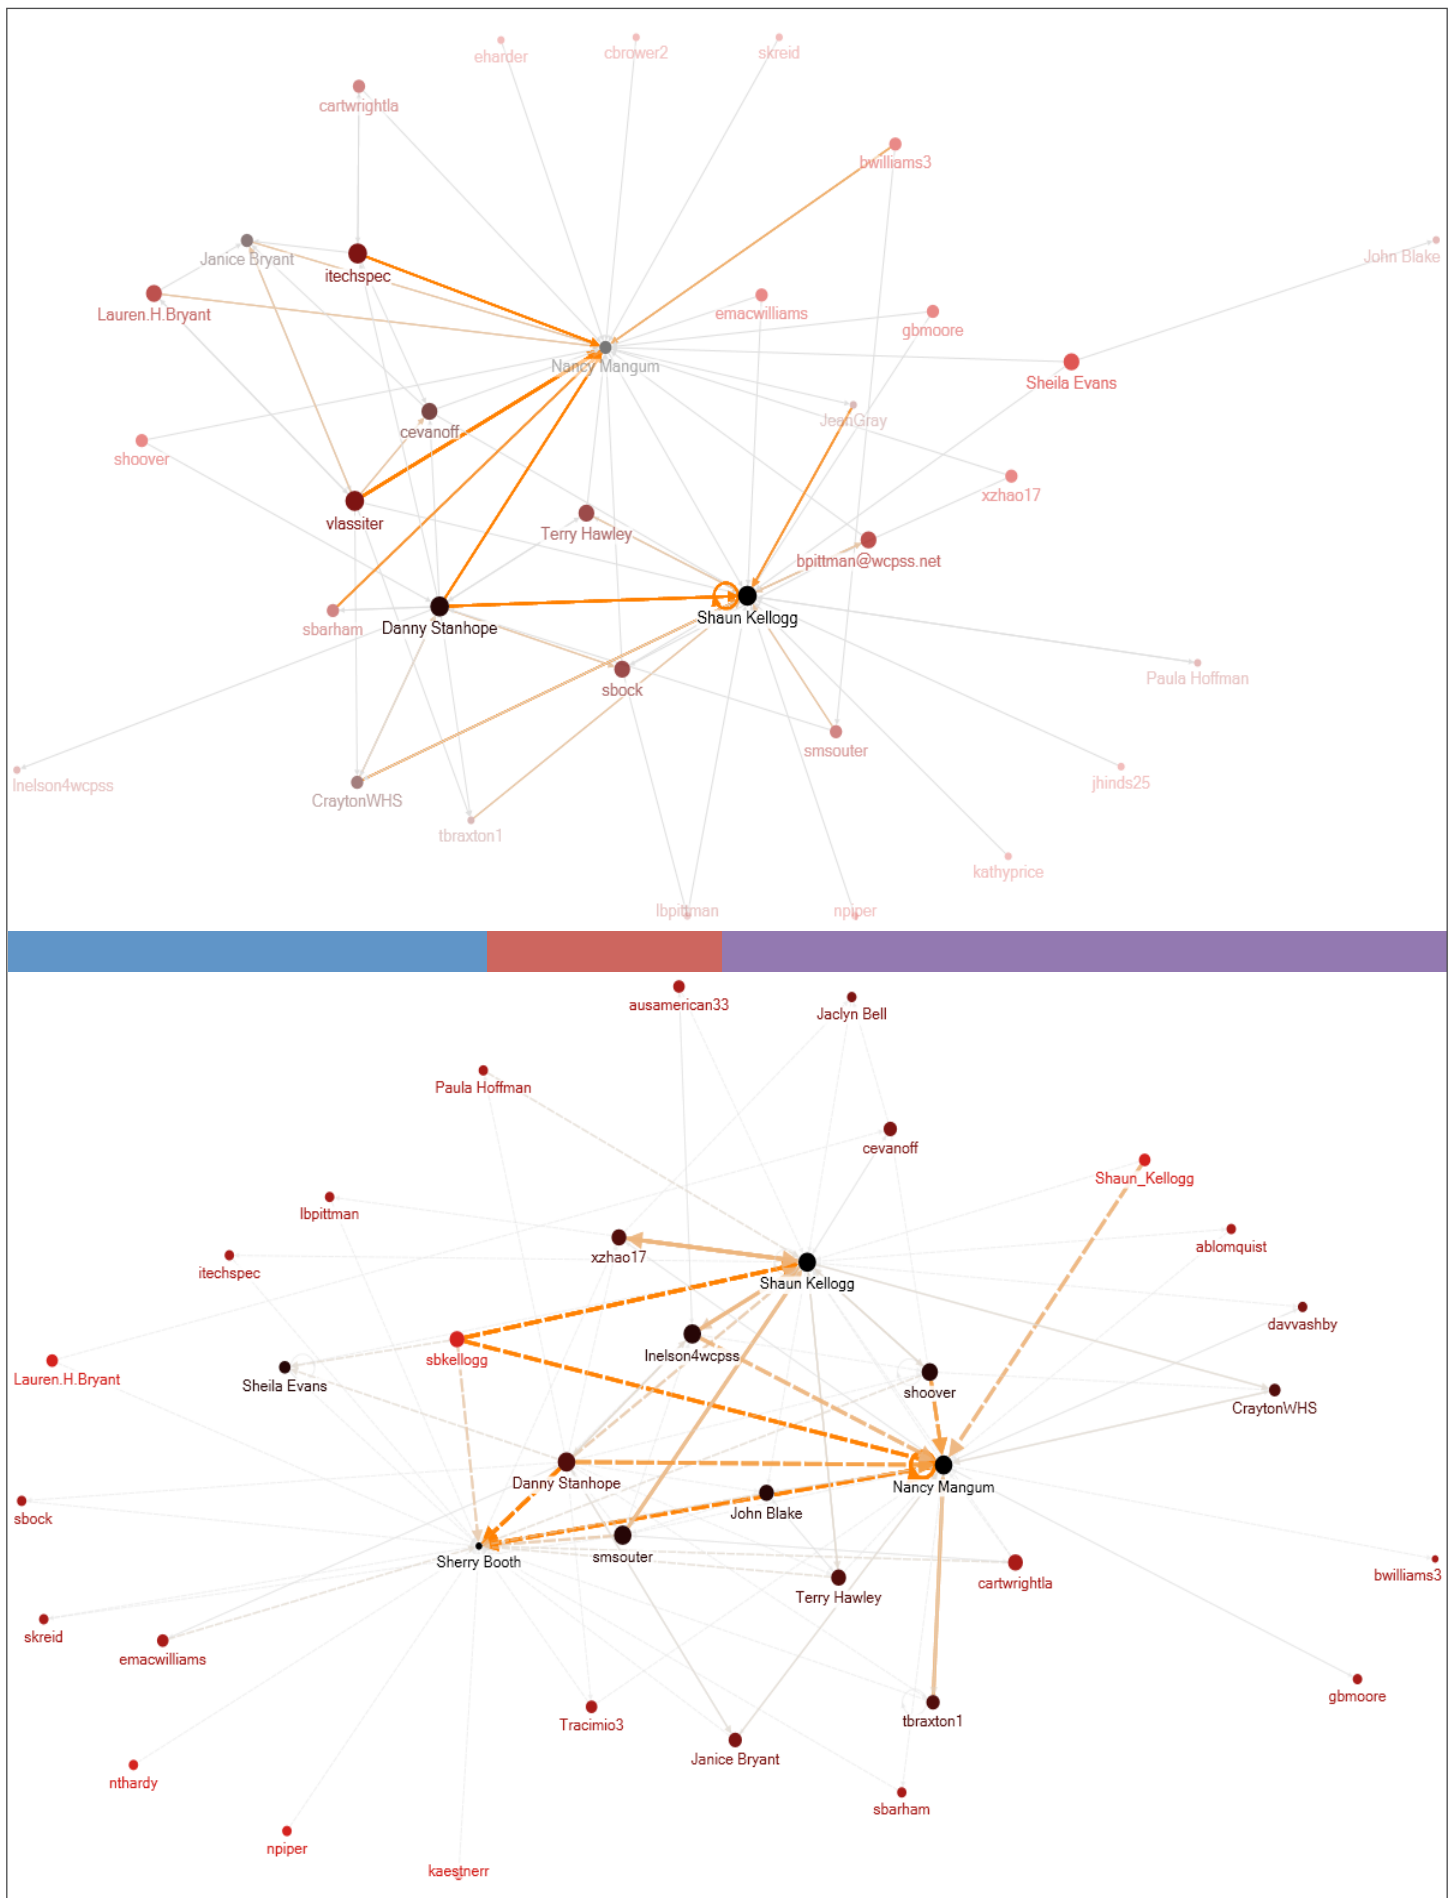 eharder
cbrower2
skreid
cartwrightla
bwilliams3
Janice Bryant
itechspec
John Blake
Lauren.H.Bryant
emacwilliams
gbmoore
Nancy Mangum
Sheila Evans
JeanGray
cevanoff
shoover
xzhao17
vlassiter
Terry Hawley
bpittman@wcpss.net
sbarham
Danny Stanhope
Shaun Kellogg
sbock
Paula Hoffman
smsouter
lnelson4wcpss
jhinds25
CraytonWHS
tbraxton1
kathyprice
lbpittman
npiper
ausamerican33
Jaclyn Bell
Paula Hoffman
cevanoff
Shaun_Kellogg
lbpittman
ablomquist
xzhao17
itechspec
Shaun Kellogg
davvashby
lnelson4wcpss
sbkellogg
Lauren.H.Bryant
Sheila Evans
shoover
CraytonWHS
Danny Stanhope
Nancy Mangum
John Blake
sbock
Sherry Booth
smsouter
bwilliams3
cartwrightla
Terry Hawley
skreid
emacwilliams
gbmoore
Tracimio3
tbraxton1
Janice Bryant
nthardy
sbarham
npiper
kaestnerr